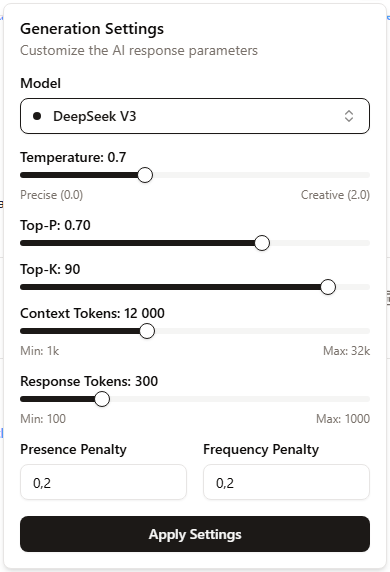 Generation Settings
Customize the AI response parameters
Model
DeepSeek V3
Temperature: 0.7
Precise (0.0) Creative (2.0)
Top-P: 0.70
Top-K: 90
Context Tokens: 12 000
Min: 1k Max: 32k
Response Tokens: 300
Min: 100 Max: 1000
Presence Penalty Frequency Penalty
0,2 0,2
Apply Settings